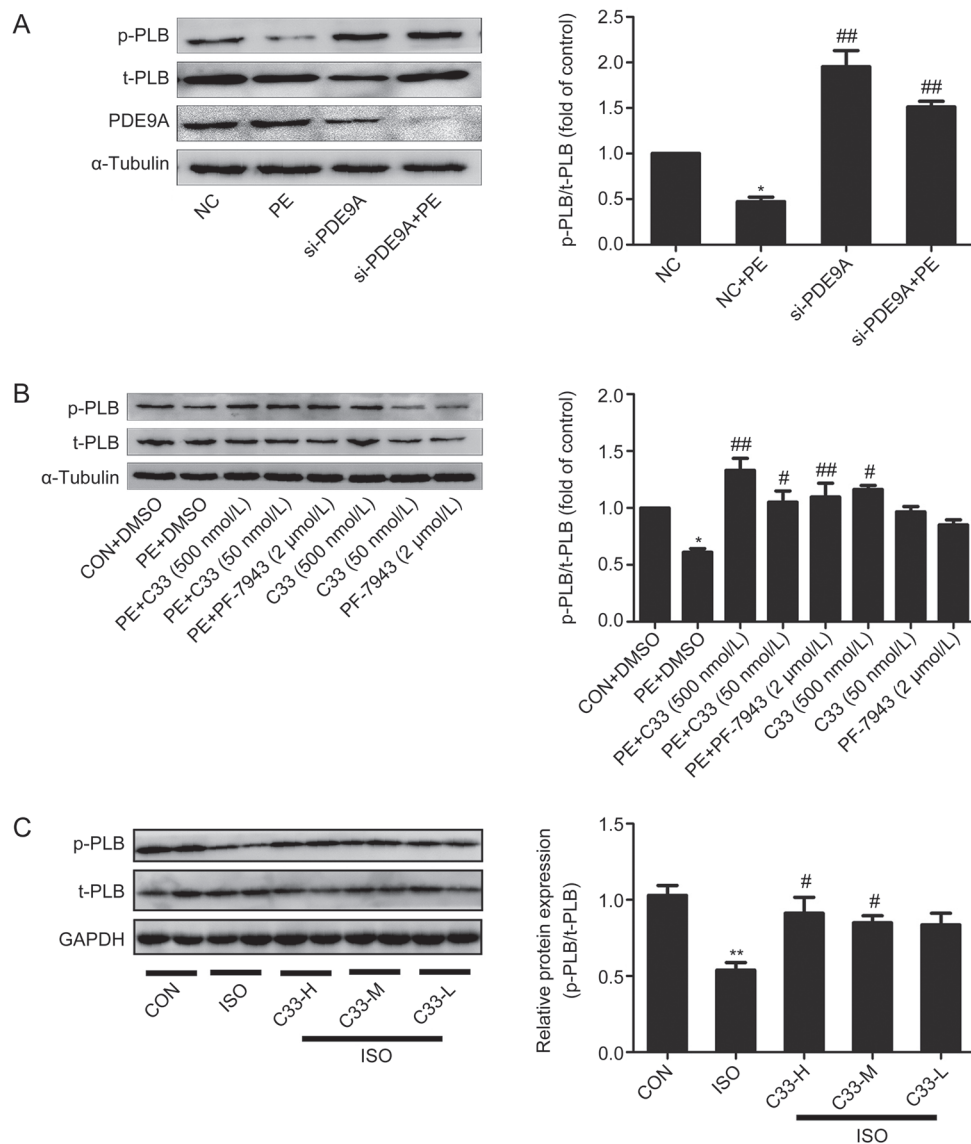 A
p-PLB
t-PLB
PDE9A
α-Tubulin
NC
PE
si-PDE9A
si-PDE9A+PE
p-PLB/t-PLB (fold of control)
2.5
2.0
1.5
1.0
0.5
0.0
*
##
##
NC
NC+PE
si-PDE9A
si-PDE9A+PE
B
p-PLB
t-PLB
α-Tubulin
CON+DMSO
PE+DMSO
PE+C33 (500 nmol/L)
PE+C33 (50 nmol/L)
PE+PF-7943 (2 μmol/L)
C33 (500 nmol/L)
C33 (50 nmol/L)
PF-7943 (2 μmol/L)
p-PLB/t-PLB (fold of control)
2.0
1.5
1.0
0.5
0.0
*
##
#
##
#
CON+DMSO
PE+DMSO
PE+C33 (500 nmol/L)
PE+C33 (50 nmol/L)
PE+PF-7943 (2 μmol/L)
C33 (500 nmol/L)
C33 (50 nmol/L)
PF-7943 (2 μmol/L)
C
p-PLB
t-PLB
GAPDH
CON
ISO
C33-H
C33-M
C33-L
ISO
Relative protein expression
(p-PLB/t-PLB)
1.5
1.0
0.5
0.0
**
#
#
CON
ISO
C33-H
C33-M
C33-L
ISO